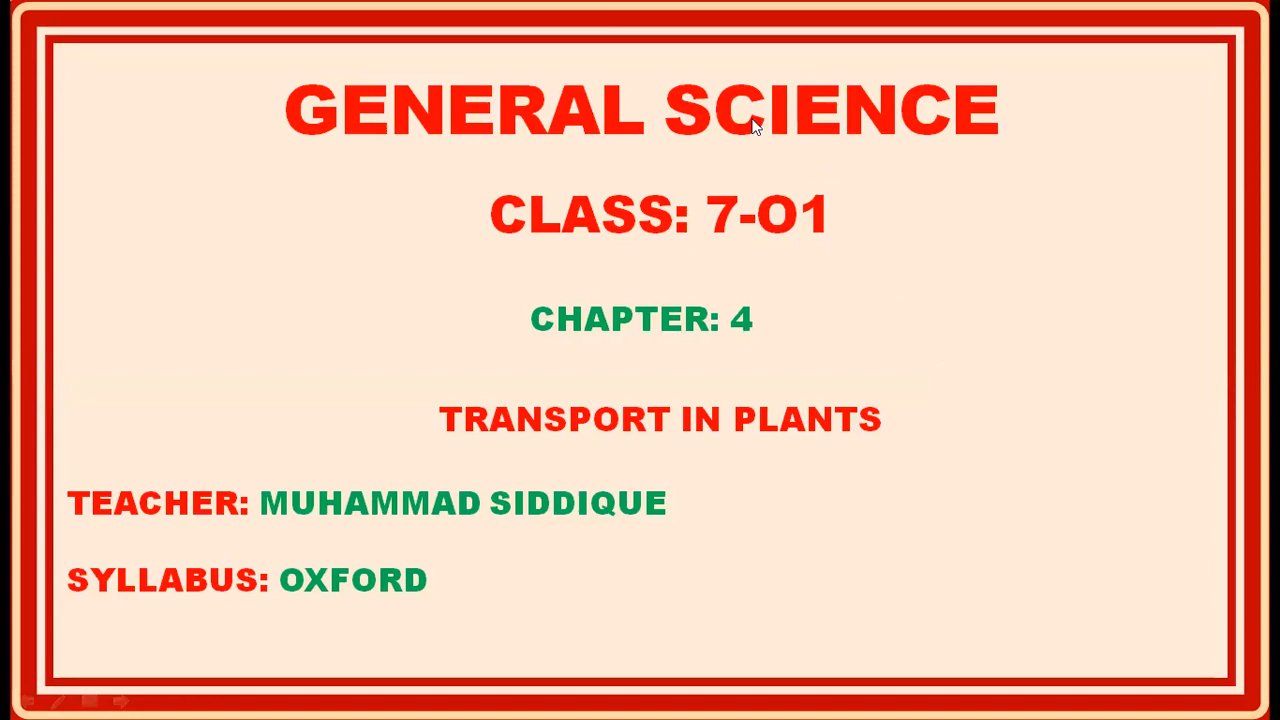 GENERAL SCIENCE
CLASS: 7-O1
CHAPTER: 4
TRANSPORT IN PLANTS
TEACHER: MUHAMMAD SIDDIQUE
SYLLABUS: OXFORD